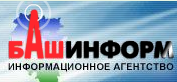 БАШИНФОРМ
ИНФОРМАЦИОННОЕ АГЕНТСТВО